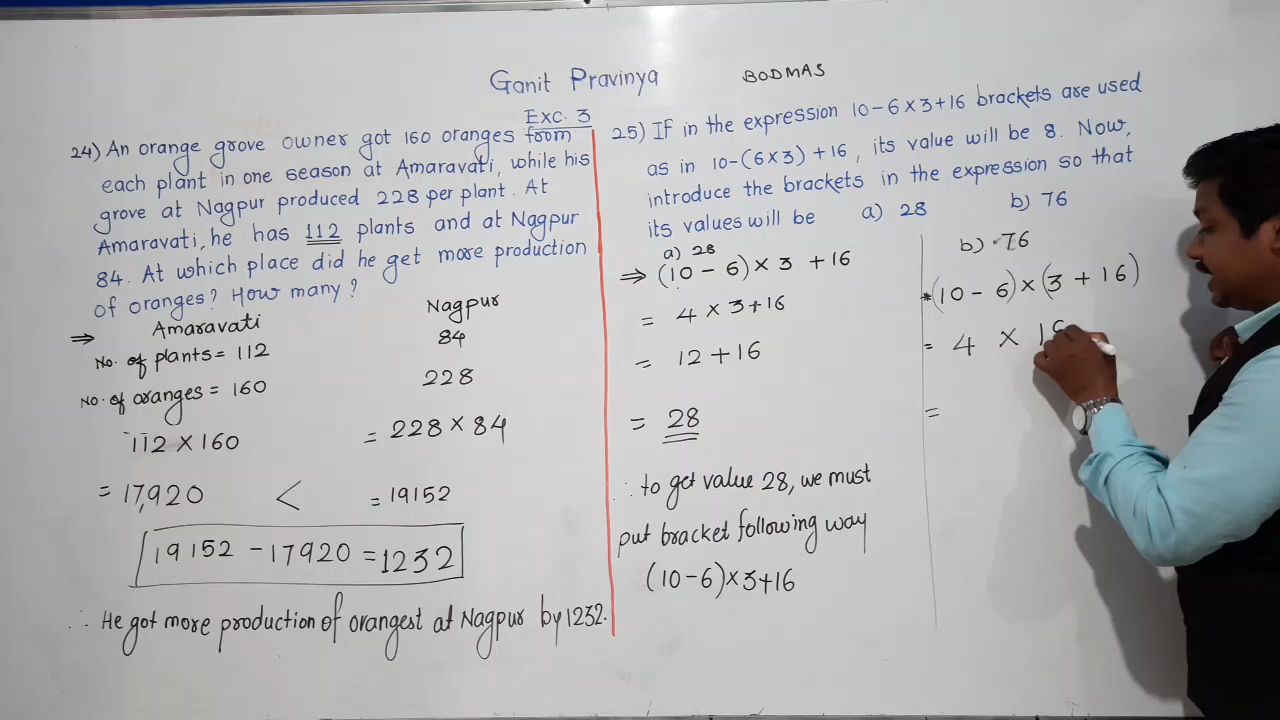 Ganit Pravinya
BODMAS
Exc. 3
24) An orange grove owner got 160 oranges from
each plant in one season at Amaravati, while his
grove at Nagpur produced 228 per plant. At
Amaravati, he has 112 plants and at Nagpur
84. At which place did he get more production
of oranges? How many?
⇒ Amaravati Nagpur
No. of plants = 112 84
No. of oranges = 160 228
112 × 160 = 228 × 84
= 17,920 < = 19152
19152 - 17920 = 1232
∴ He got more production of orangest at Nagpur by 1232.
25) If in the expression 10-6×3+16 brackets are used
as in 10-(6×3)+16, its value will be 8. Now,
introduce the brackets in the expression so that
its values will be a) 28 b) 76
a) 28
⇒ (10-6)×3+16
= 4×3+16
= 12+16
= 28
∴ to get value 28, we must
put bracket following way
(10-6)×3+16
b) 76
(10-6)×(3+16)
= 4 × 19
=